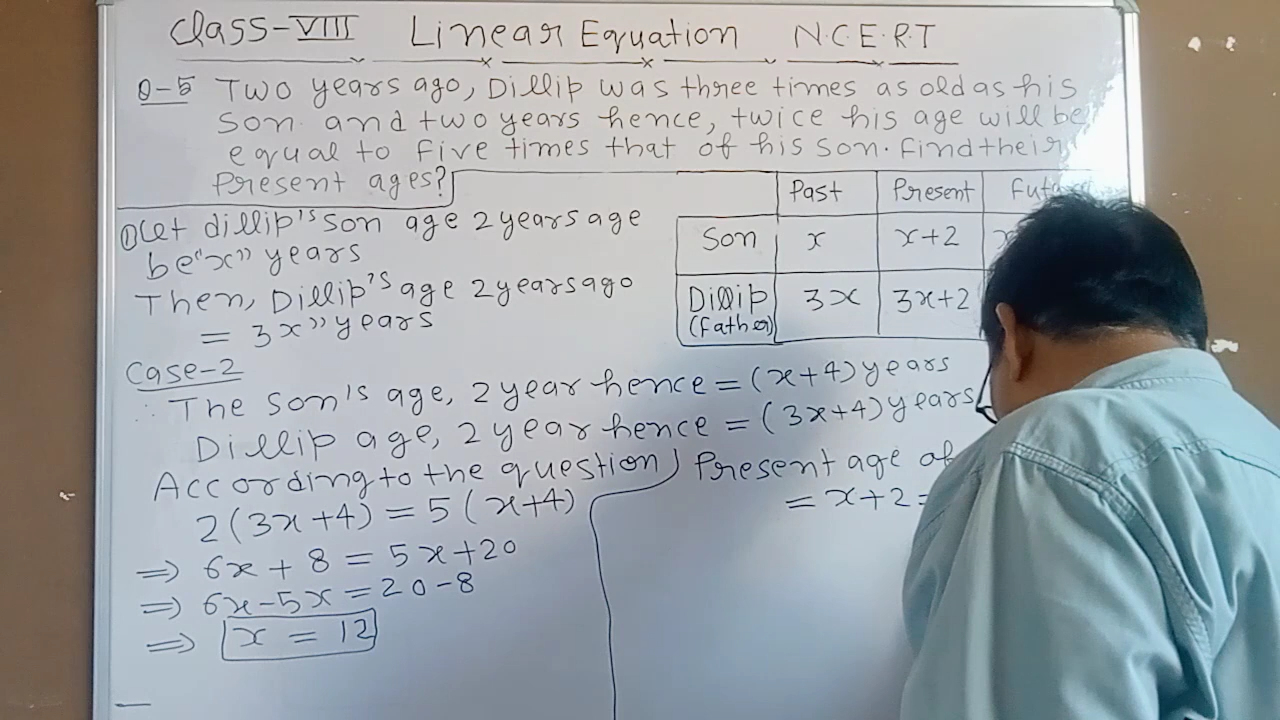 Class-VIII Linear Equation N.C.E.R.T
Q-5 Two years ago, Dillip was three times as old as his
son and two years hence, twice his age will be
equal to five times that of his son. Find their
Present ages?
Past Present
Son x x+2
Dillip (Father) 3x 3x+2
① Let dillip's son age 2 years age
be "x" years
Then, Dillip's age 2 years ago
= 3x" years
Case-2
∴ The son's age, 2 year hence = (x+4) years
Dillip age, 2 year hence = (3x+4) years
According to the question
2(3x+4) = 5(x+4)
⇒ 6x + 8 = 5x+20
⇒ 6x-5x = 20-8
⇒ x = 12
Present age of
= x+2 =